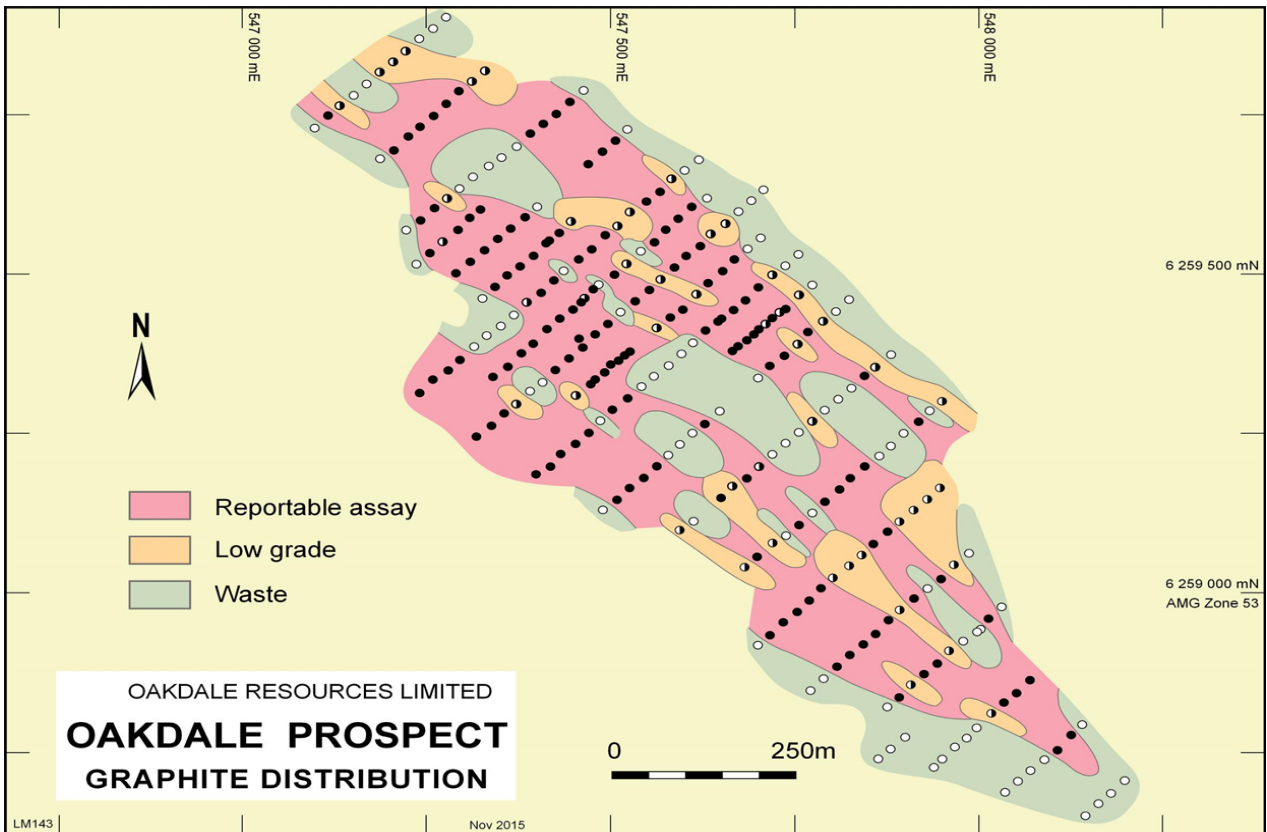 547 000 mE
547 500 mE
548 000 mE
6 259 500 mN
N
Reportable assay
Low grade
Waste
6 259 000 mN
AMG Zone 53
OAKDALE RESOURCES LIMITED
OAKDALE PROSPECT
GRAPHITE DISTRIBUTION
0 250m
LM143
Nov 2015